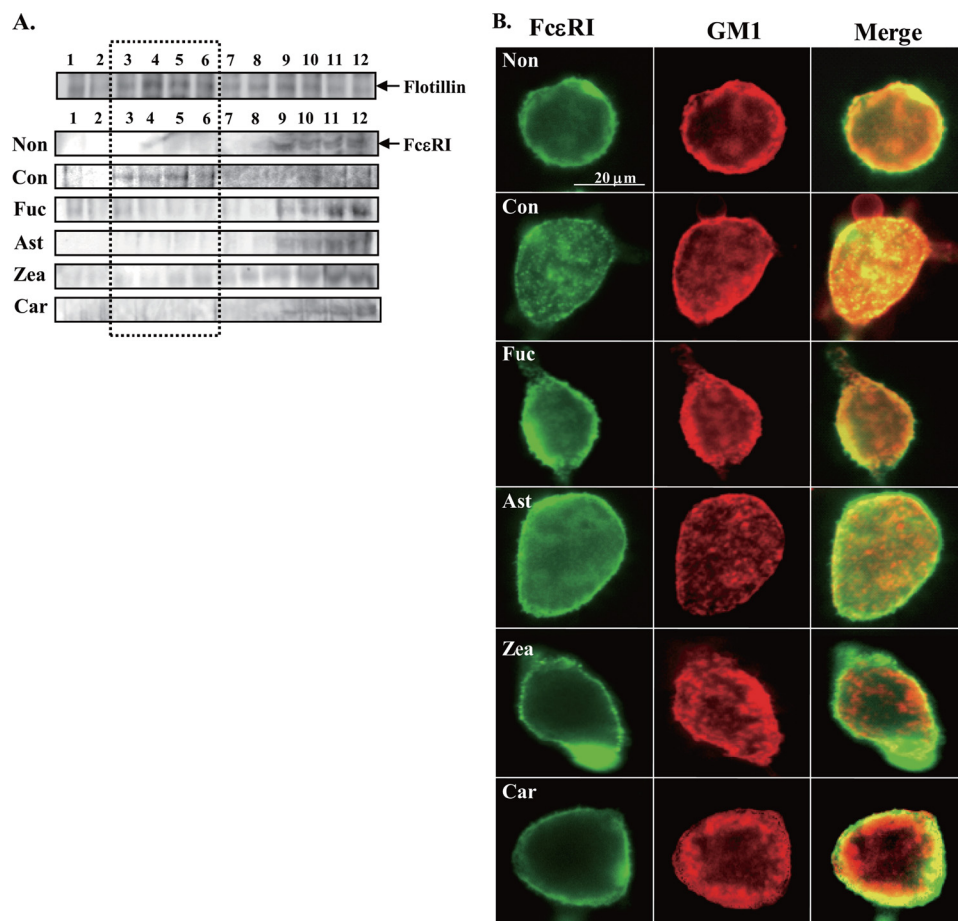 A.
1 2 3 4 5 6 7 8 9 10 11 12
Flotillin
1 2 3 4 5 6 7 8 9 10 11 12
Non
FcεRI
Con
Fuc
Ast
Zea
Car
B.
FcεRI GM1 Merge
Non
20 μm
Con
Fuc
Ast
Zea
Car